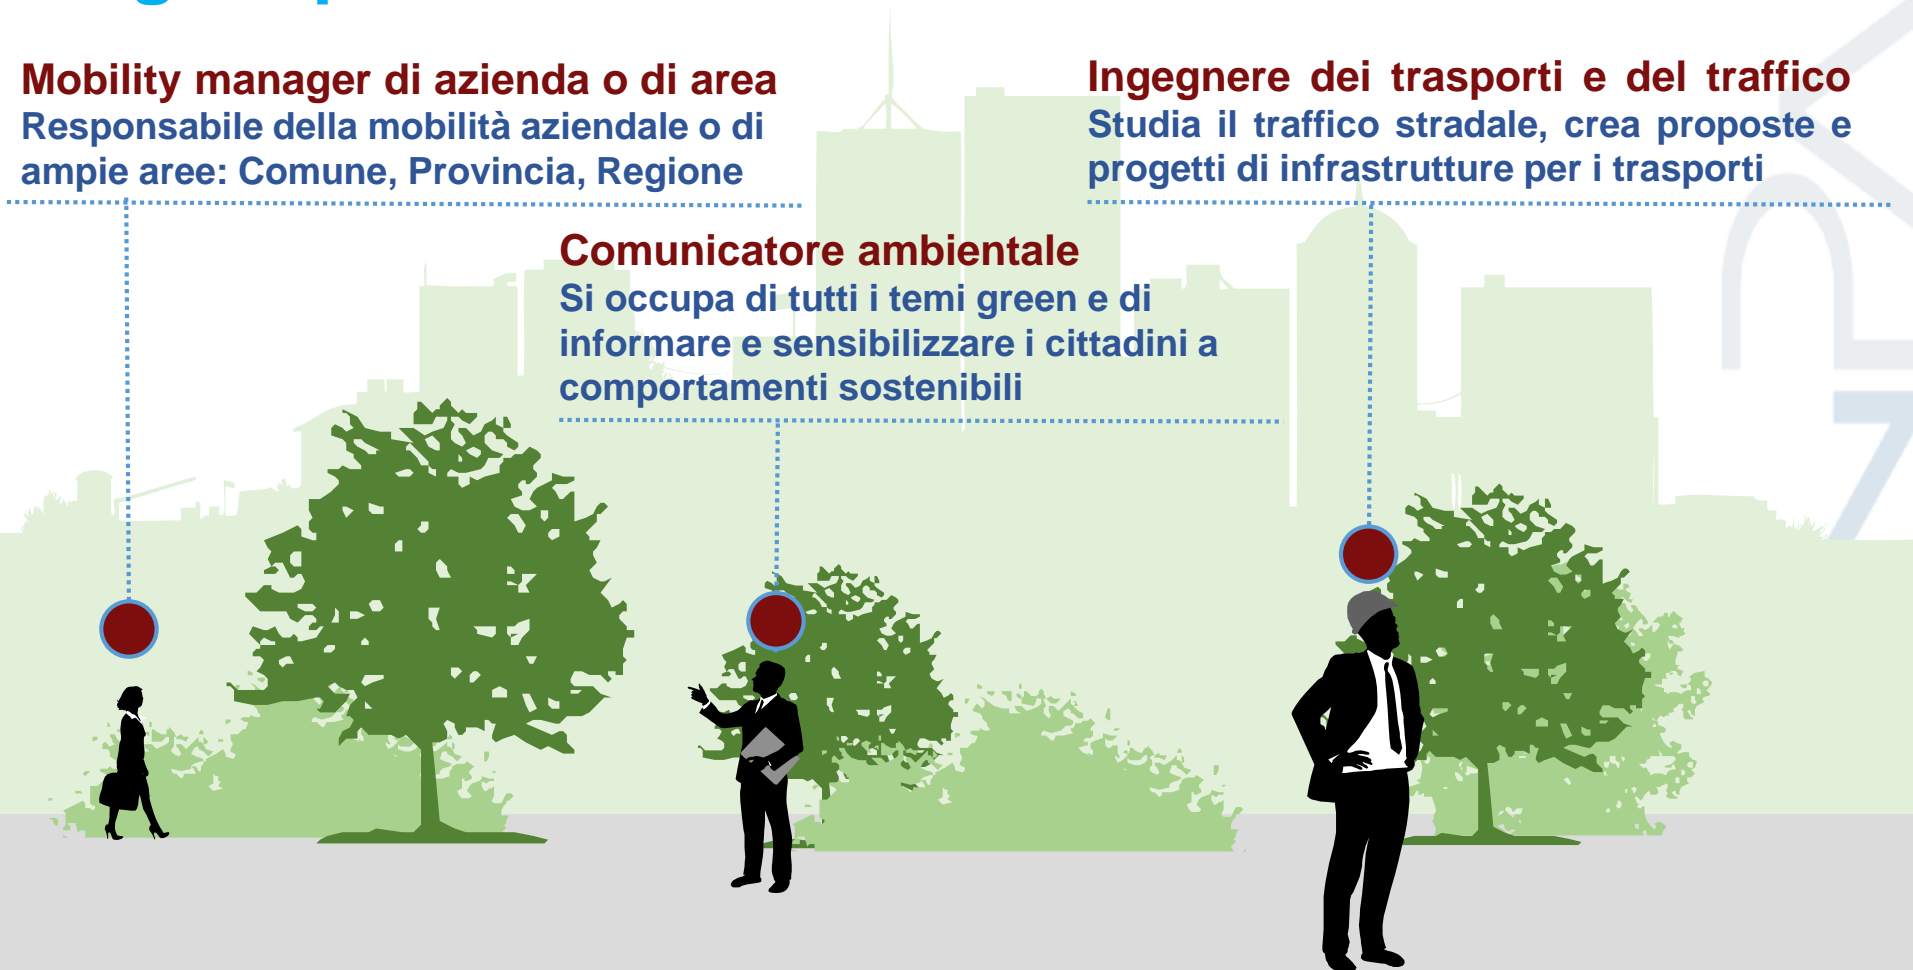 Mobility manager di azienda o di area
Responsabile della mobilità aziendale o di
ampie aree: Comune, Provincia, Regione
Ingegnere dei trasporti e del traffico
Studia il traffico stradale, crea proposte e
progetti di infrastrutture per i trasporti
Comunicatore ambientale
Si occupa di tutti i temi green e di
informare e sensibilizzare i cittadini a
comportamenti sostenibili